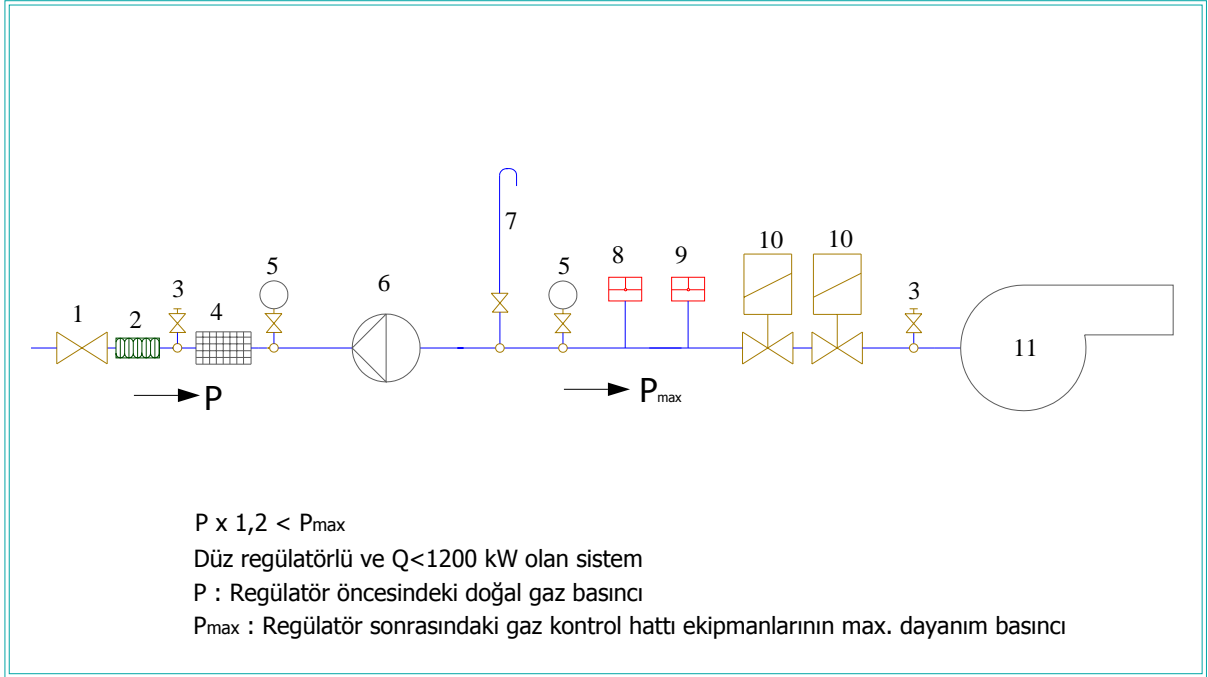 7
10
10
5
8
9
5
6
3
3
1
2
4
11
P
Pmax
P x 1,2 < Pmax
Düz regülatörlü ve Q<1200 kW olan sistem
P : Regülatör öncesindeki doğal gaz basıncı
Pmax : Regülatör sonrasındaki gaz kontrol hattı ekipmanlarının max. dayanım basıncı